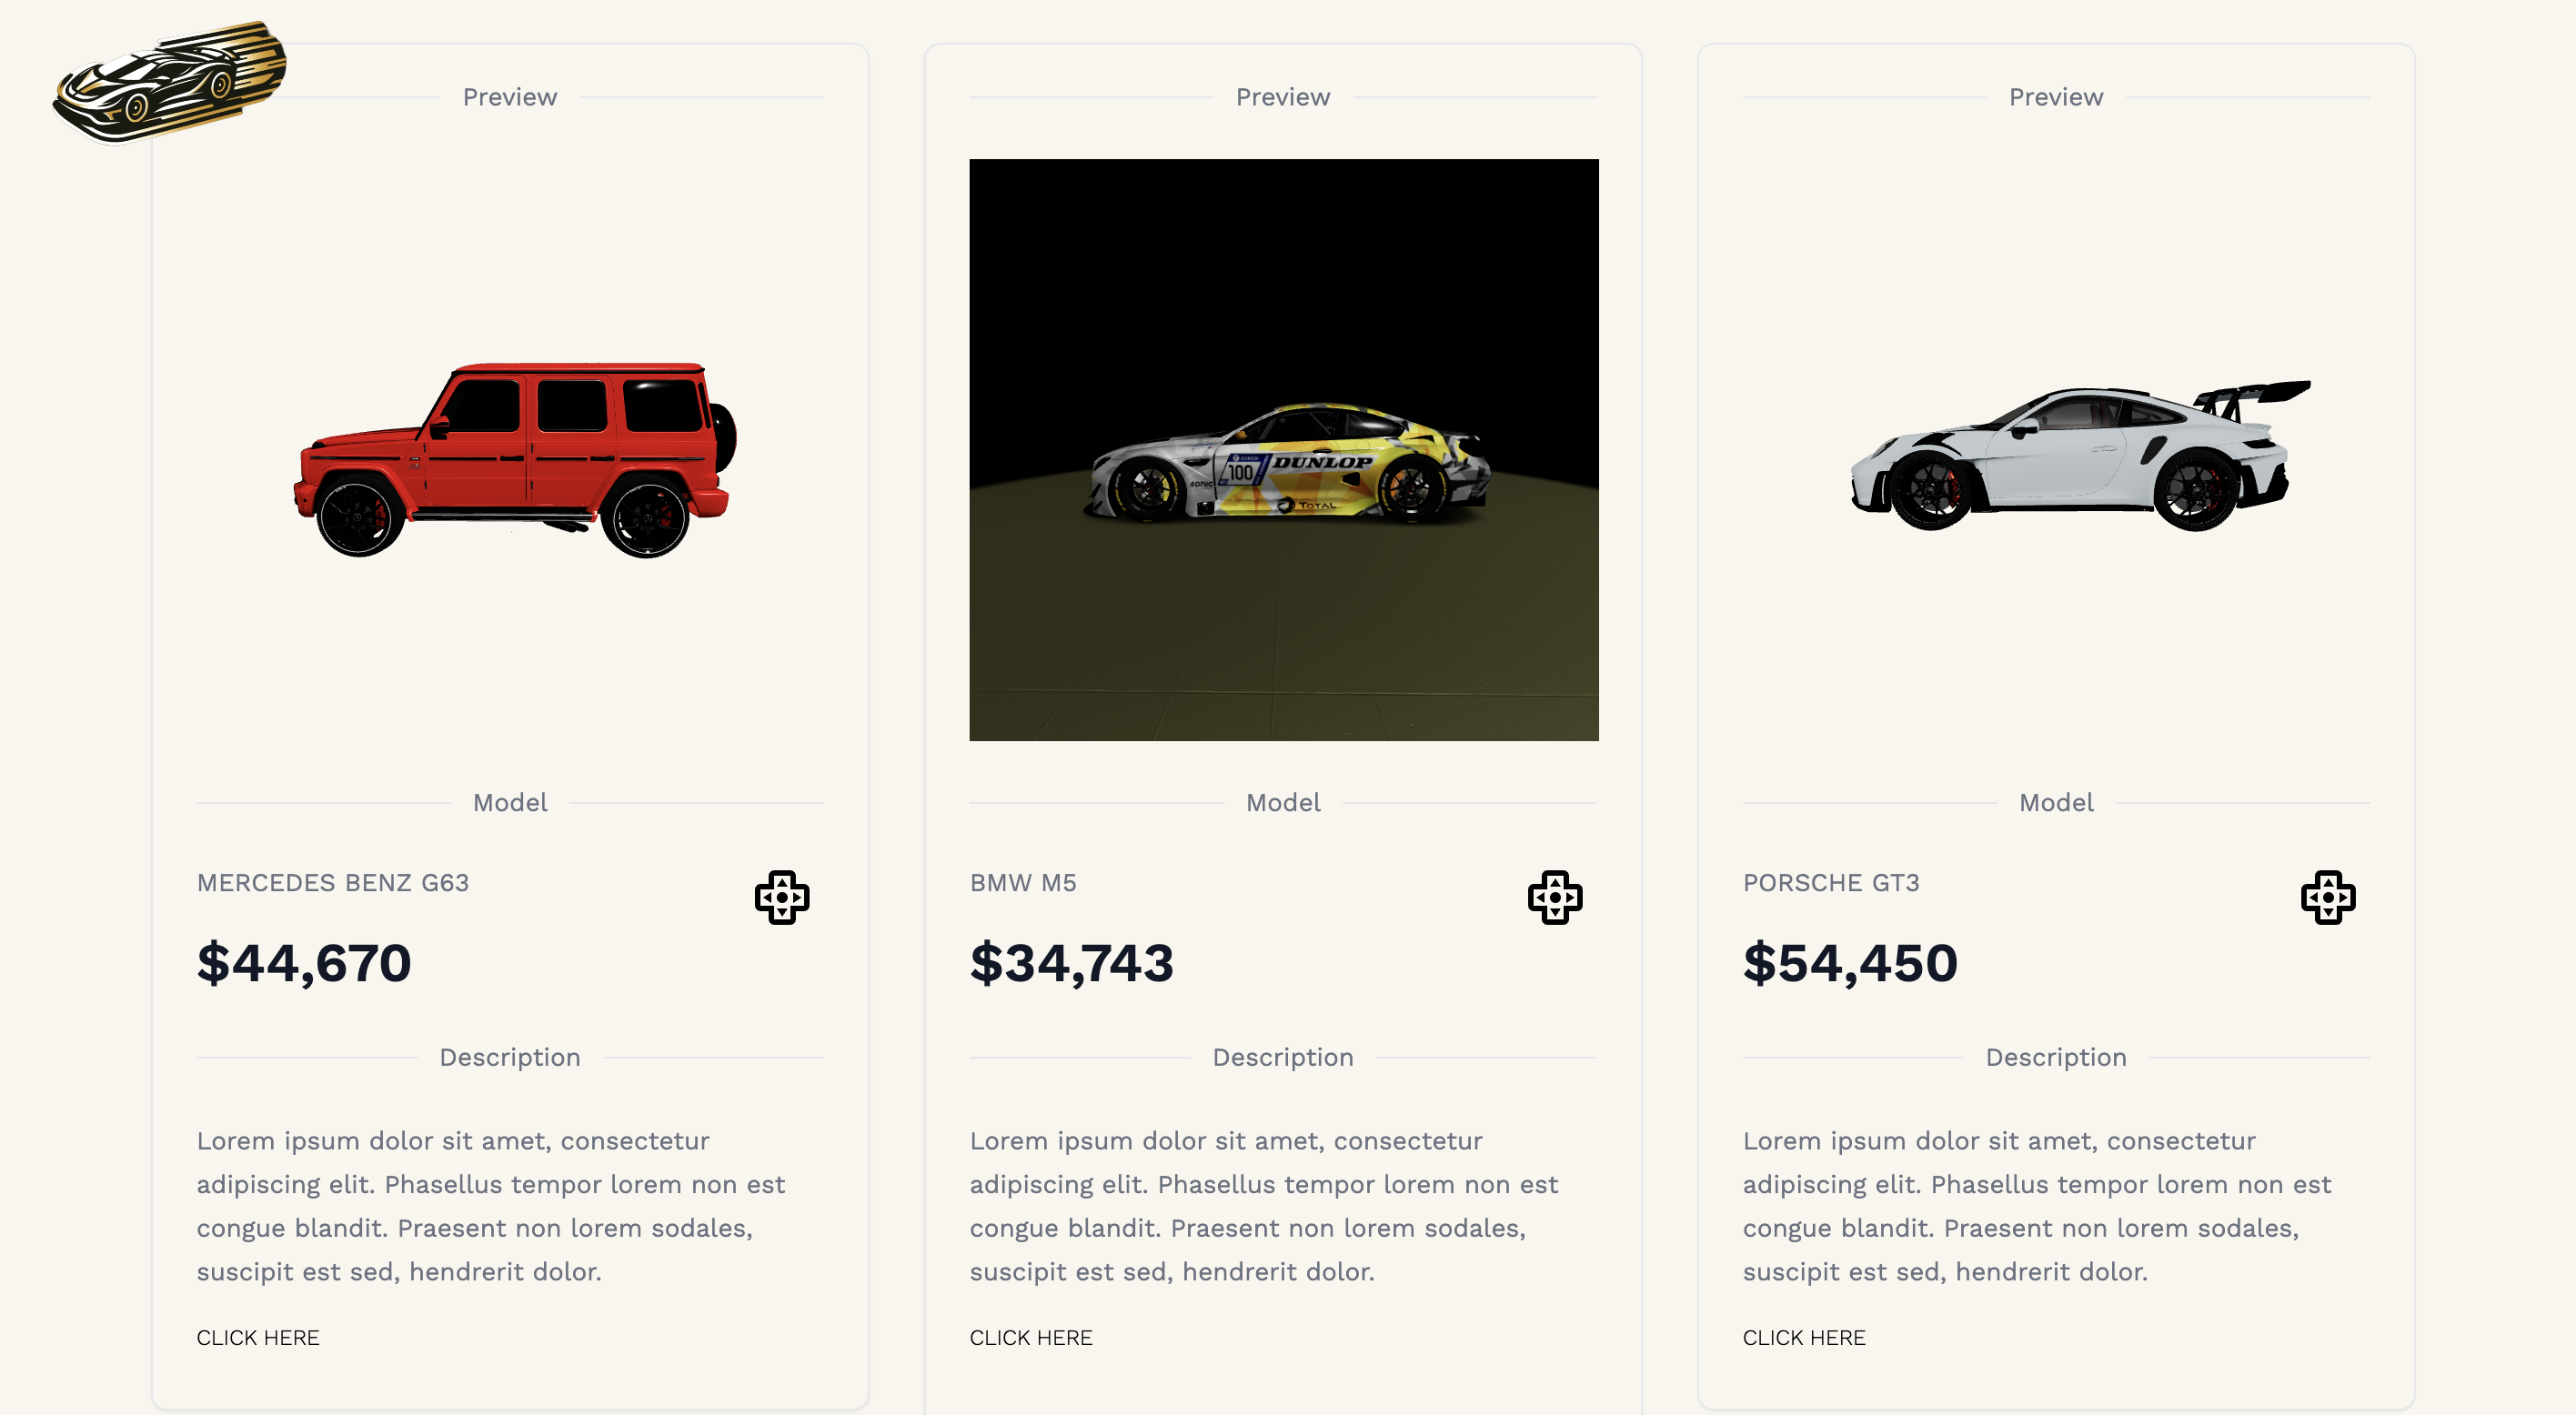 Preview
MERCEDES BENZ G63
$44,670
Model
Description
Lorem ipsum dolor sit amet, consectetur
adipiscing elit. Phasellus tempor lorem non est
congue blandit. Praesent non lorem sodales,
suscipit est sed, hendrerit dolor.
CLICK HERE
Preview
100
DUNLOP
SONIC
TOTAL
Model
BMW M5
$34,743
Description
Lorem ipsum dolor sit amet, consectetur
adipiscing elit. Phasellus tempor lorem non est
congue blandit. Praesent non lorem sodales,
suscipit est sed, hendrerit dolor.
CLICK HERE
Preview
Model
PORSCHE GT3
$54,450
Description
Lorem ipsum dolor sit amet, consectetur
adipiscing elit. Phasellus tempor lorem non est
congue blandit. Praesent non lorem sodales,
suscipit est sed, hendrerit dolor.
CLICK HERE